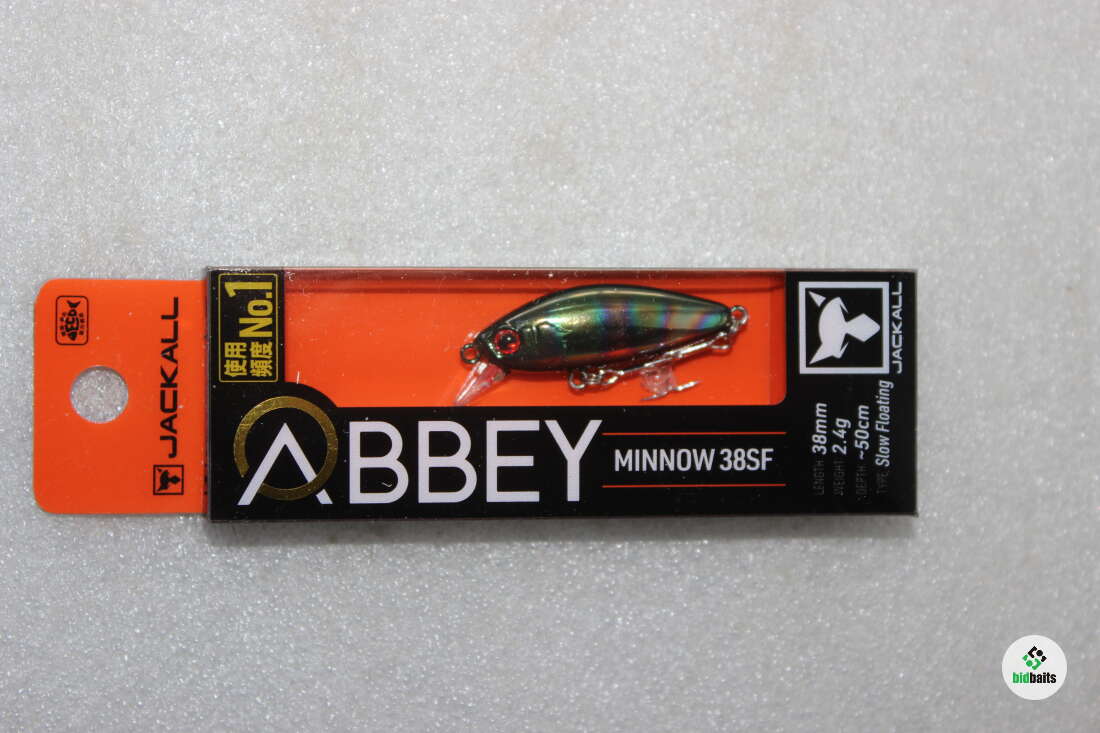 JACKALL
使用
頻度
No.1
ABBEY
MINNOW 38SF
JACKALL
LENGTH 38mm
WEIGHT 2.4g
DEPTH ~50cm
TYPE Slow Floating
bidbaits